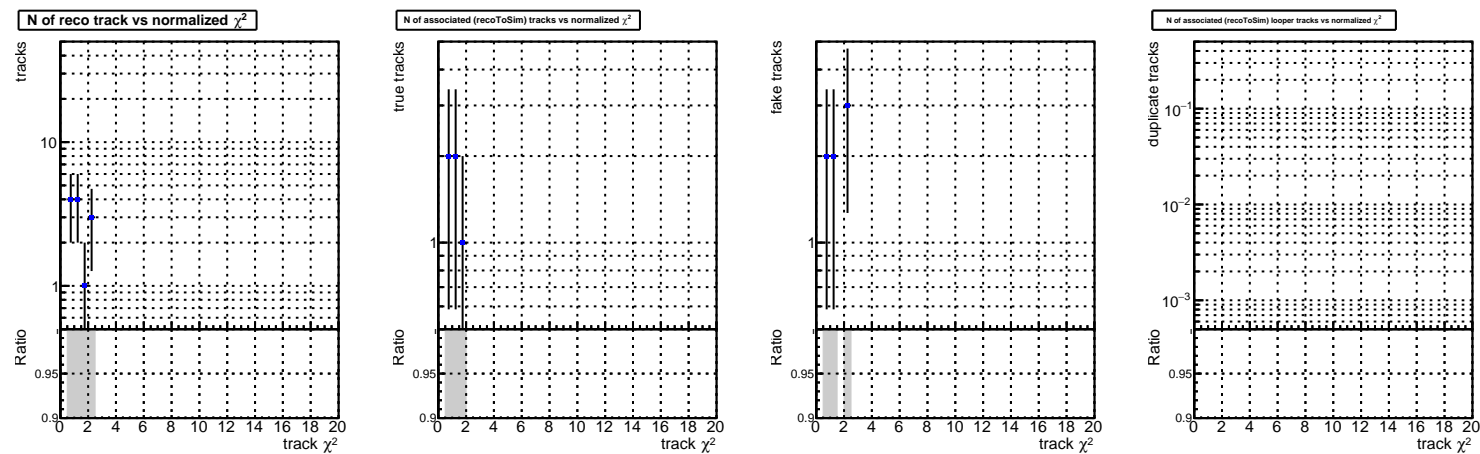 N of reco track vs normalized χ²
tracks
10
1
Ratio
0.95
0.9
0 2 4 6 8 10 12 14 16 18 20
track χ²
N of associated (recoToSim) tracks vs normalized χ²
true tracks
1
Ratio
0.95
0.9
0 2 4 6 8 10 12 14 16 18 20
track χ²
fake tracks
1
Ratio
0.95
0.9
0 2 4 6 8 10 12 14 16 18 20
track χ²
N of associated (recoToSim) looper tracks vs normalized χ²
duplicate tracks
10⁻¹
10⁻²
10⁻³
Ratio
0.95
0.9
0 2 4 6 8 10 12 14 16 18 20
track χ²